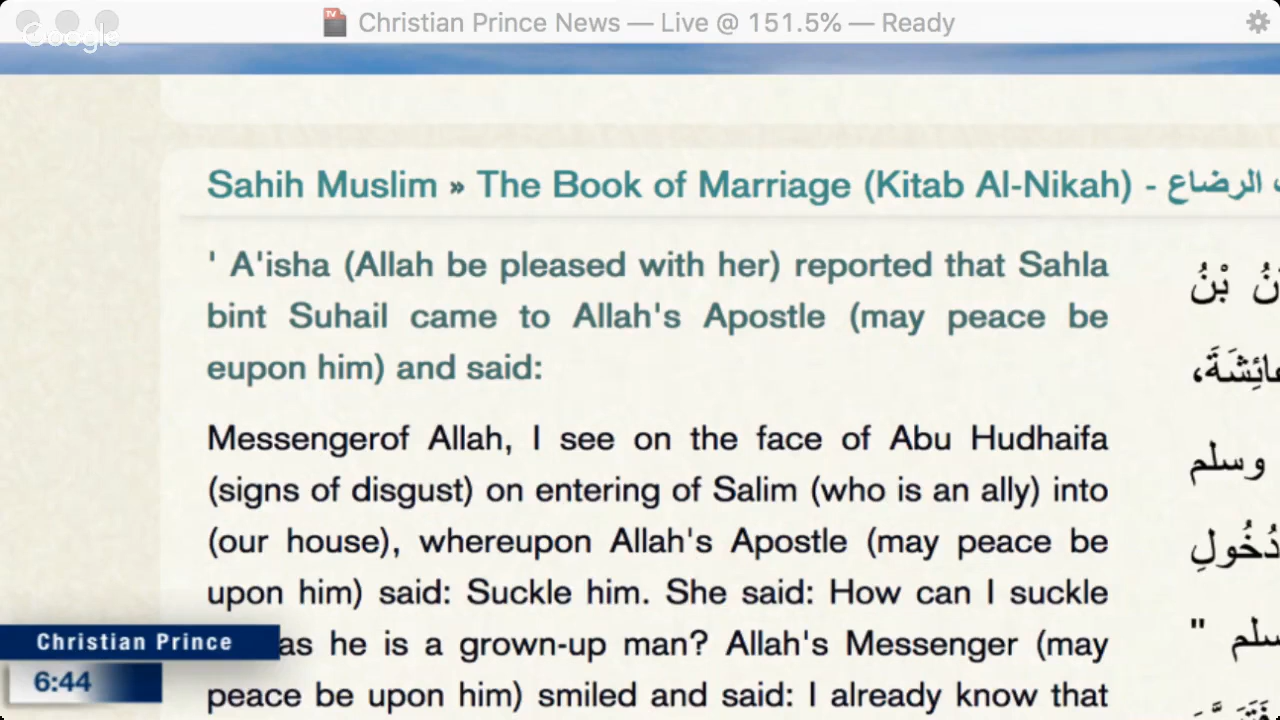 Christian Prince News — Live @ 151.5% — Ready
Google
Sahih Muslim » The Book of Marriage (Kitab Al-Nikah) - الرضاع
' A'isha (Allah be pleased with her) reported that Sahla
bint Suhail came to Allah's Apostle (may peace be
eupon him) and said:
Messengerof Allah, I see on the face of Abu Hudhaifa
(signs of disgust) on entering of Salim (who is an ally) into
(our house), whereupon Allah's Apostle (may peace be
upon him) said: Suckle him. She said: How can I suckle
as he is a grown-up man? Allah's Messenger (may
peace be upon him) smiled and said: I already know that
بْنُ
عَائِشَةَ،
وسلم
دُخُولِ
"
Christian Prince
6:44